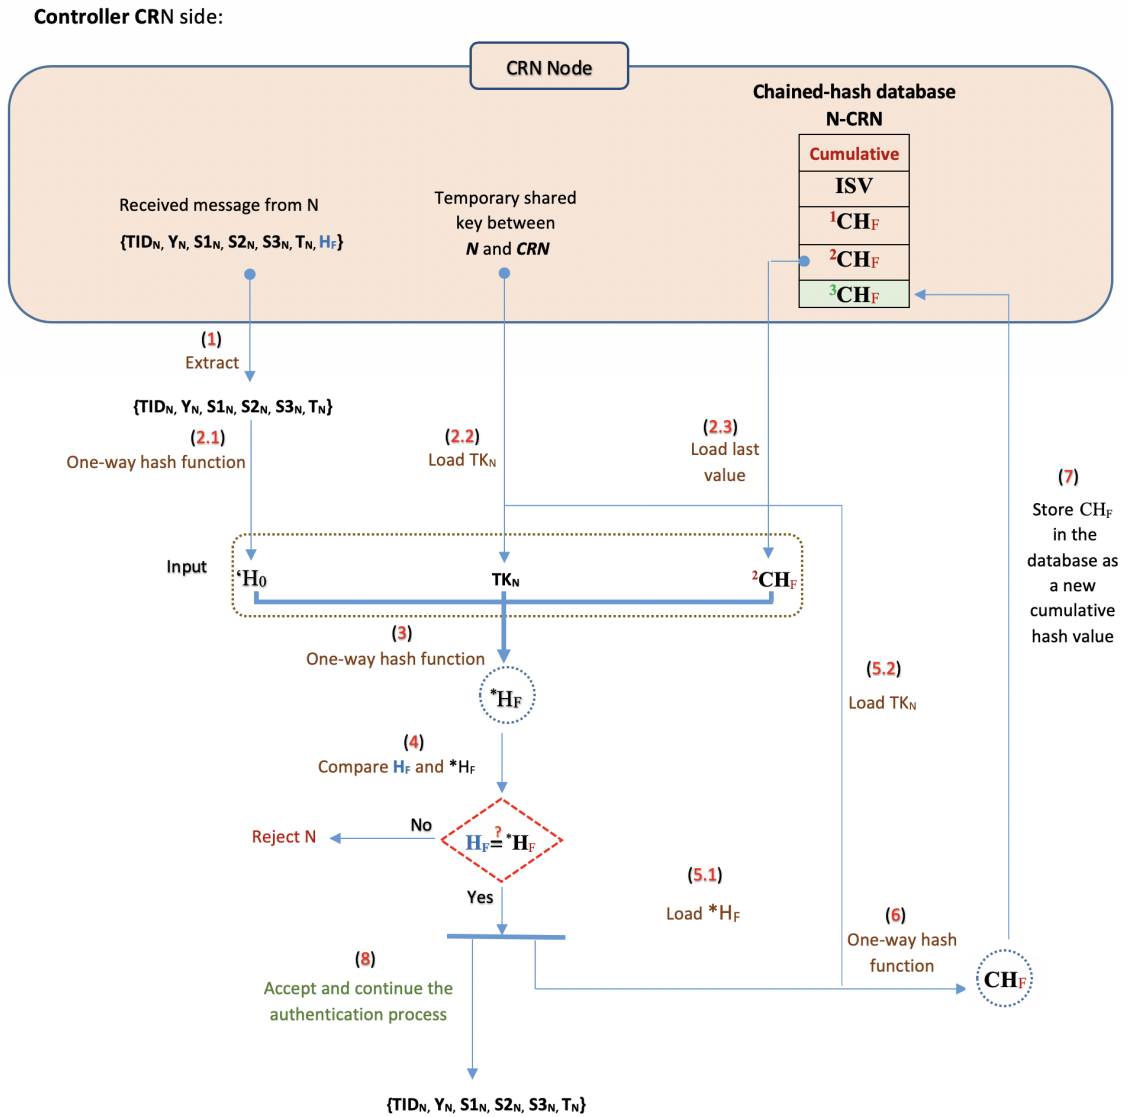 Controller CRN side:
CRN Node
Chained-hash database
N-CRN
Cumulative
ISV
¹CHF
²CHF
³CHF
Received message from N
{TIDN, YN, S1N, S2N, S3N, TN, HF}
Temporary shared
key between
N and CRN
(1)
Extract
{TIDN, YN, S1N, S2N, S3N, TN}
(2.1)
One-way hash function
(2.2)
Load TKN
(2.3)
Load last
value
(7)
Store CHF
in the
database as
a new
cumulative
hash value
Input
‘H0
TKN
²CHF
(3)
One-way hash function
*HF
(5.2)
Load TKN
(4)
Compare HF and *HF
No
Reject N
HF=*HF
?
Yes
(5.1)
Load *HF
(6)
One-way hash
function
CHF
(8)
Accept and continue the
authentication process
{TIDN, YN, S1N, S2N, S3N, TN}